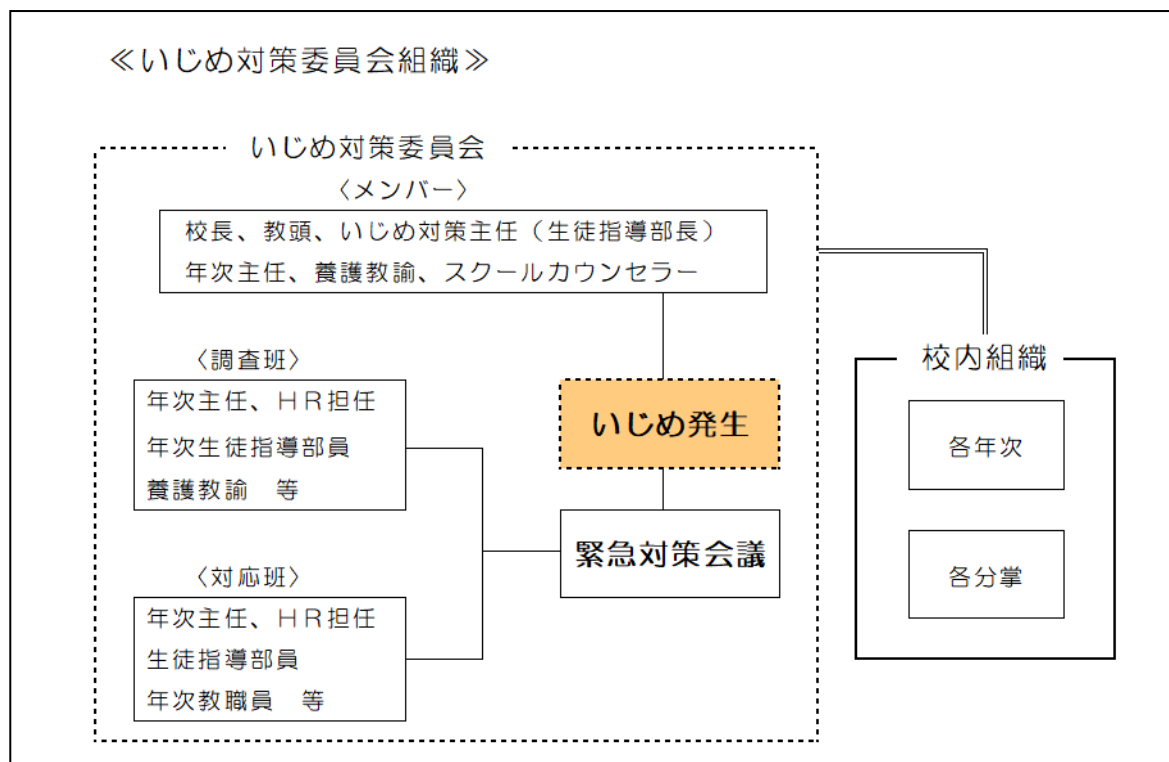 ≪いじめ対策委員会組織≫
いじめ対策委員会
〈メンバー〉
校長、教頭、いじめ対策主任（生徒指導部長）
年次主任、養護教諭、スクールカウンセラー
〈調査班〉
年次主任、ＨＲ担任
年次生徒指導部員
養護教諭　等
いじめ発生
緊急対策会議
〈対応班〉
年次主任、ＨＲ担任
生徒指導部員
年次教職員　等
校内組織
各年次
各分掌